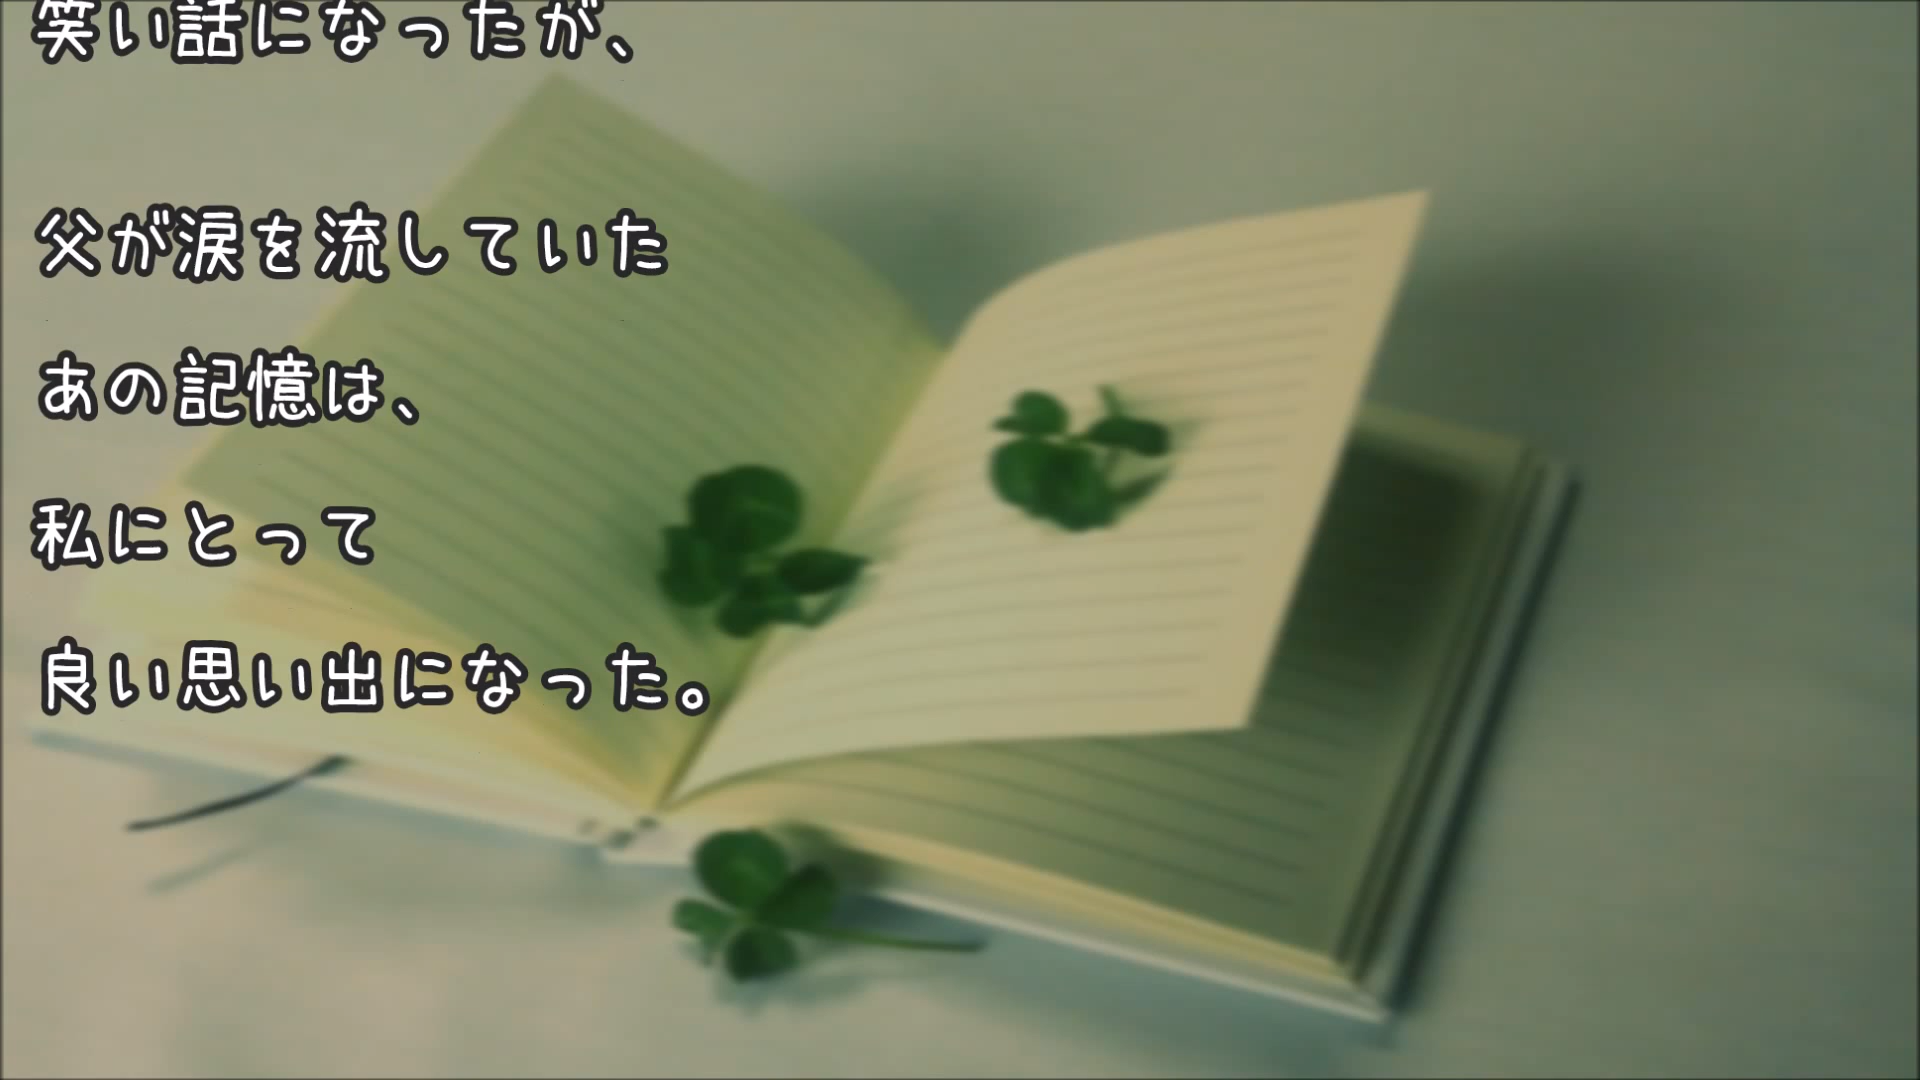 笑い話になったが、
父が涙を流していた
あの記憶は、
私にとって
良い思い出になった。